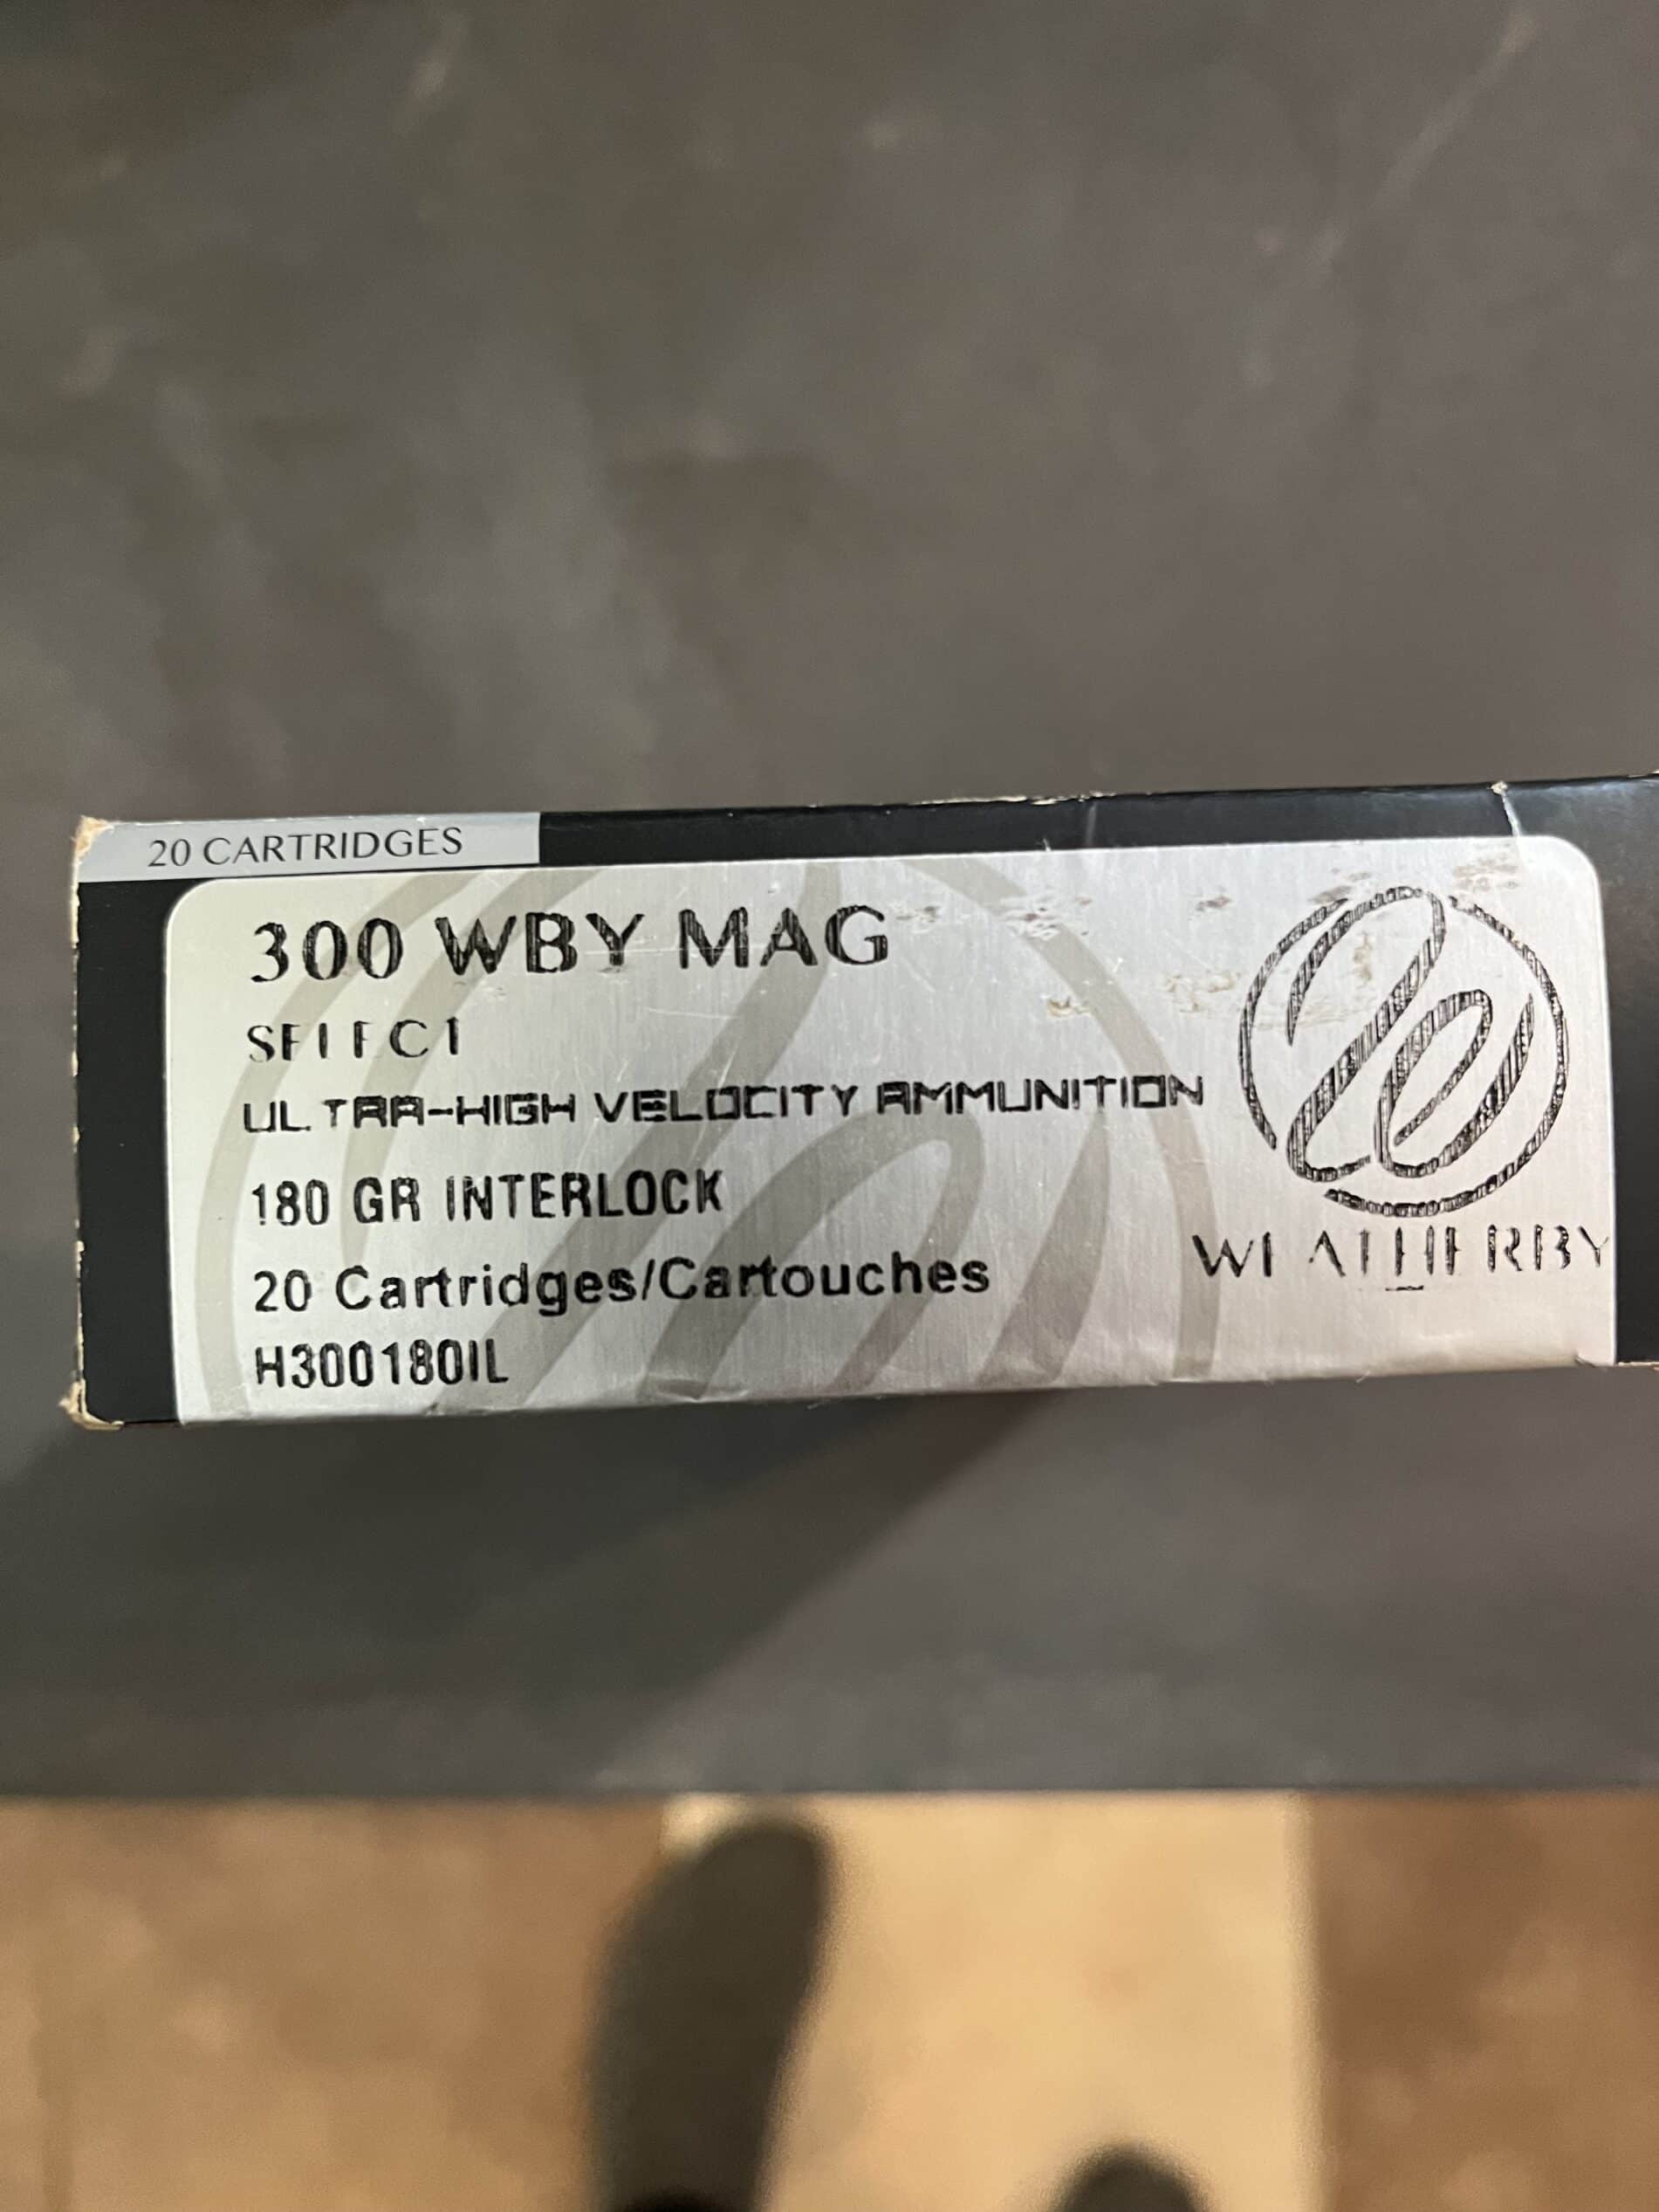 20 CARTRIDGES
300 WBY MAG
SELECT
ULTRA-HIGH VELOCITY AMMUNITION
180 GR INTERLOCK
20 Cartridges/Cartouches
H300180IL
WEATHERBY